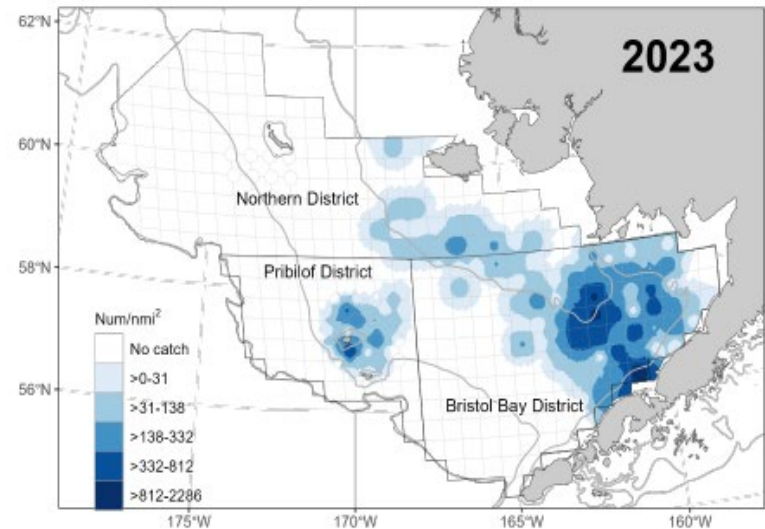 62°N
2023
60°N
Northern District
58°N
Pribilof District
Num/nmi²
No catch
>0-31
56°N
>31-138
Bristol Bay District
>138-332
>332-812
>812-2286
175°W
170°W
165°W
160°W